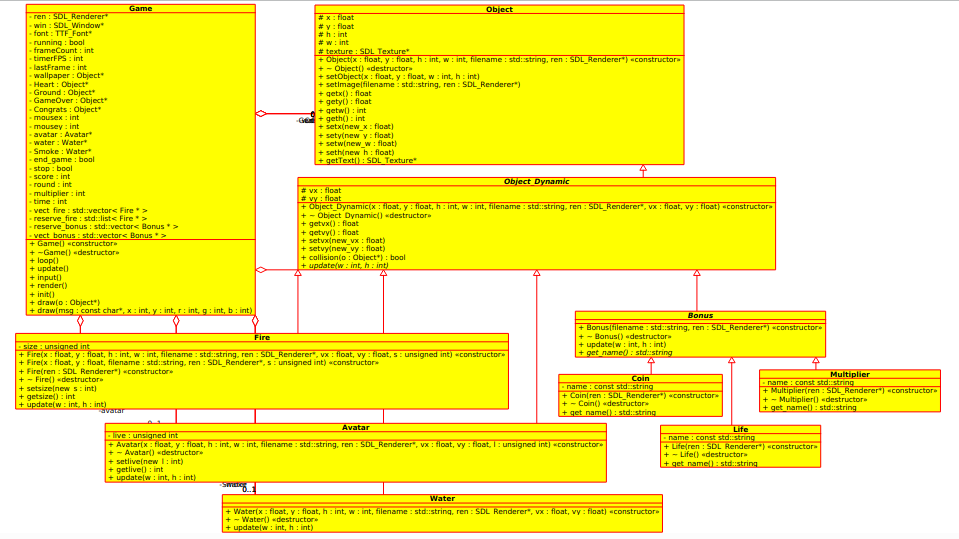 Game
- ren : SDL_Renderer*
- win : SDL_Window*
- font : TTF_Font*
- running : bool
- frameCount : int
- timerFPS : int
- lastFrame : int
- wallpaper : Object*
- Heart : Object*
- Ground : Object*
- GameOver : Object*
- Congrats : Object*
- mousex : int
- mousey : int
- avatar : Avatar*
- water : Water*
- Smoke : Water*
- end_game : bool
- stop : bool
- score : int
- round : int
- multiplier : int
- time : int
- vect_fire : std::vector< Fire * >
- reserve_fire : std::list< Fire * >
- reserve_bonus : std::vector< Bonus * >
- vect_bonus : std::vector< Bonus * >
+ Game() «constructor»
+ ~Game() «destructor»
+ loop()
+ update()
+ input()
+ render()
+ init()
+ draw(o : Object*)
+ draw(msg : const char*, x : int, y : int, r : int, g : int, b : int)
Object
# x : float
# y : float
# h : int
# w : int
# texture : SDL_Texture*
+ Object(x : float, y : float, h : int, w : int, filename : std::string, ren : SDL_Renderer*) «constructor»
+ ~ Object() «destructor»
+ setObject(x : float, y : float, w : int, h : int)
+ setImage(filename : std::string, ren : SDL_Renderer*)
+ getx() : float
+ gety() : float
+ getw() : int
+ geth() : int
+ setx(new_x : float)
+ sety(new_y : float)
+ setw(new_w : float)
+ seth(new_h : float)
+ getText() : SDL_Texture*
Object_Dynamic
# vx : float
# vy : float
+ Object_Dynamic(x : float, y : float, h : int, w : int, filename : std::string, ren : SDL_Renderer*, vx : float, vy : float) «constructor»
+ ~ Object_Dynamic() «destructor»
+ getvx() : float
+ getvy() : float
+ setvx(new_vx : float)
+ setvy(new_vy : float)
+ collision(o : Object*) : bool
+ update(w : int, h : int)
Fire
- size : unsigned int
+ Fire(x : float, y : float, h : int, w : int, filename : std::string, ren : SDL_Renderer*, vx : float, vy : float, s : unsigned int) «constructor»
+ Fire(x : float, y : float, filename : std::string, ren : SDL_Renderer*, s : unsigned int) «constructor»
+ Fire(ren : SDL_Renderer*) «constructor»
+ ~ Fire() «destructor»
+ setsize(new_s : int)
+ getsize() : int
+ update(w : int, h : int)
-avatar
Avatar
- live : unsigned int
+ Avatar(x : float, y : float, h : int, w : int, filename : std::string, ren : SDL_Renderer*, vx : float, vy : float, l : unsigned int) «constructor»
+ ~ Avatar() «destructor»
+ setlive(new_l : int)
+ getlive() : int
+ update(w : int, h : int)
0..1
Water
+ Water(x : float, y : float, h : int, w : int, filename : std::string, ren : SDL_Renderer*, vx : float, vy : float) «constructor»
+ ~ Water() «destructor»
+ update(w : int, h : int)
Bonus
+ Bonus(filename : std::string, ren : SDL_Renderer*) «constructor»
+ ~ Bonus() «destructor»
+ update(w : int, h : int)
+ get_name() : std::string
Coin
- name : const std::string
+ Coin(ren : SDL_Renderer*) «constructor»
+ ~ Coin() «destructor»
+ get_name() : std::string
Multiplier
- name : const std::string
+ Multiplier(ren : SDL_Renderer*) «constructor»
+ ~ Multiplier() «destructor»
+ get_name() : std::string
Life
- name : const std::string
+ Life(ren : SDL_Renderer*) «constructor»
+ ~ Life() «destructor»
+ get_name() : std::string